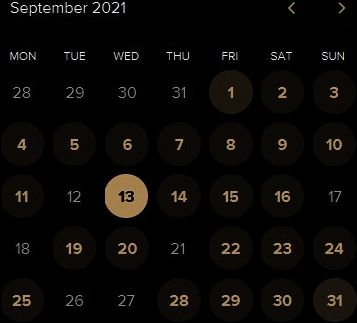 September 2021 < >
MON TUE WED THU FRI SAT SUN
28 29 30 31 1 2 3
4 5 6 7 8 9 10
11 12 13 14 15 16 17
18 19 20 21 22 23 24
25 26 27 28 29 30 31